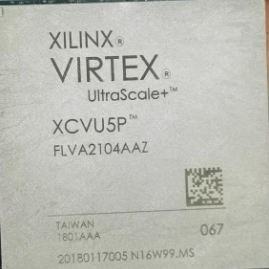 XILINX®
VIRTEX®
UltraScale+™
XCVU5P™
FLVA2104AAZ
TAIWAN 067
1801AAA
20180117005 N16W99.MS